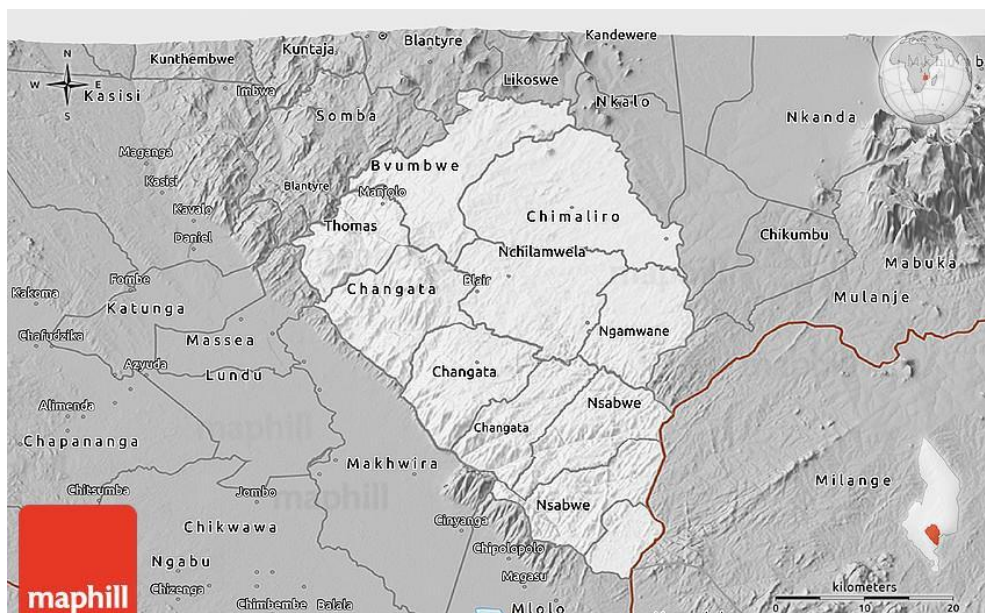 Blantyre
Kandewere
N
Kunthembwe
Kuntaja
Likoswe
W
E
Kasisi
Imbwa
Nkalo
S
Somba
Nkanda
Maganga
Bvumbwe
Kasisi
Blantyre
Manjolo
Kavalo
Chimaliro
Thomas
Daniel
Chikumbu
Nchilamwela
Mabuka
Fombe
Blair
Kakoma
Changata
Katunga
Mulanje
Chafudzika
Massea
Ngamwane
Azyuda
Lundu
Changata
Alimenda
Nsabwe
maphill
Changata
Chapananga
Makhwira
Milange
Chitsumba
Jombo
maphill
Nsabwe
Chikwawa
Cinyanga
Chipolopolo
Ngabu
Magasu
Chizenga
kilometers
maphill
Chimbembe
Balala
Mlolo
0
10
20